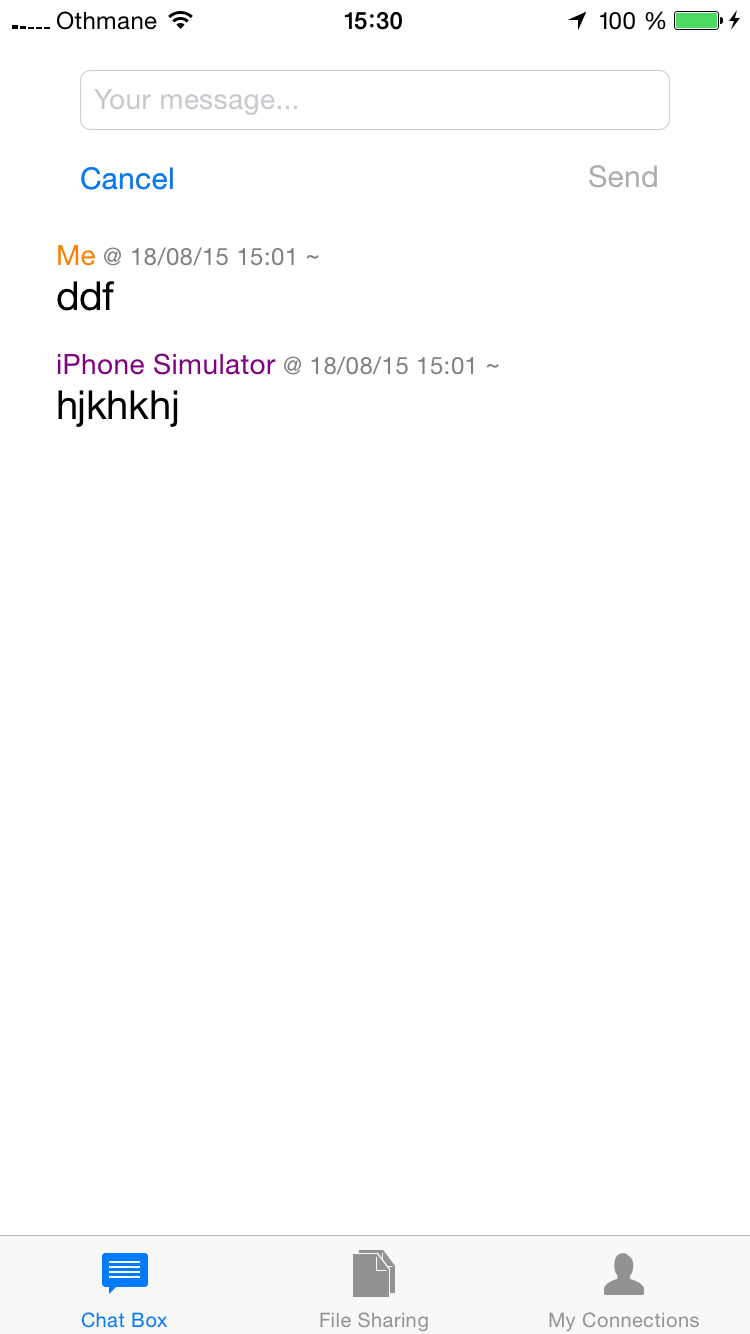 Othmane 15:30 100 %
Your message...
Cancel Send
Me @ 18/08/15 15:01 ~
ddf
iPhone Simulator @ 18/08/15 15:01 ~
hjkhkhj
Chat Box File Sharing My Connections